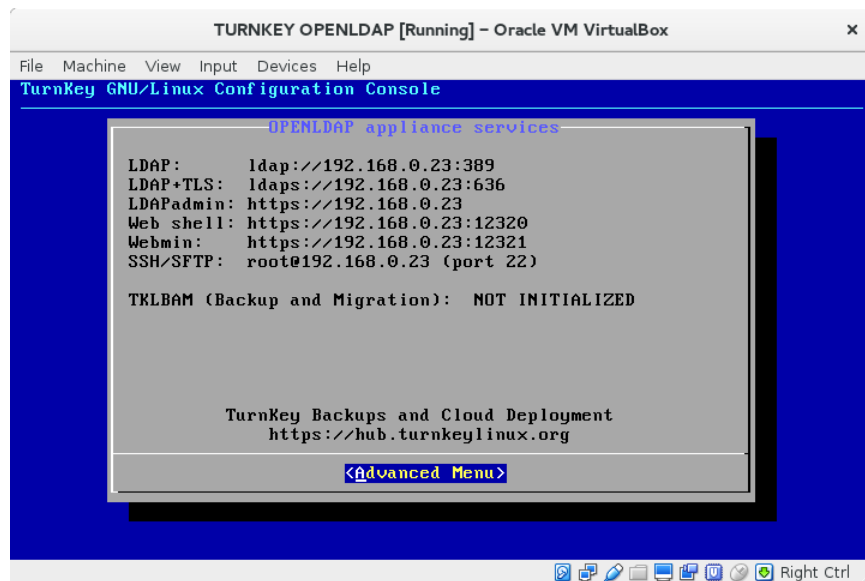 TURNKEY OPENLDAP [Running] – Oracle VM VirtualBox
File Machine View Input Devices Help
TurnKey GNU/Linux Configuration Console
OPENLDAP appliance services
LDAP: ldap://192.168.0.23:389
LDAP+TLS: ldaps://192.168.0.23:636
LDAPadmin: https://192.168.0.23
Web shell: https://192.168.0.23:12320
Webmin: https://192.168.0.23:12321
SSH/SFTP: root@192.168.0.23 (port 22)
TKLBAM (Backup and Migration): NOT INITIALIZED
TurnKey Backups and Cloud Deployment
https://hub.turnkeylinux.org
<Advanced Menu>
Right Ctrl